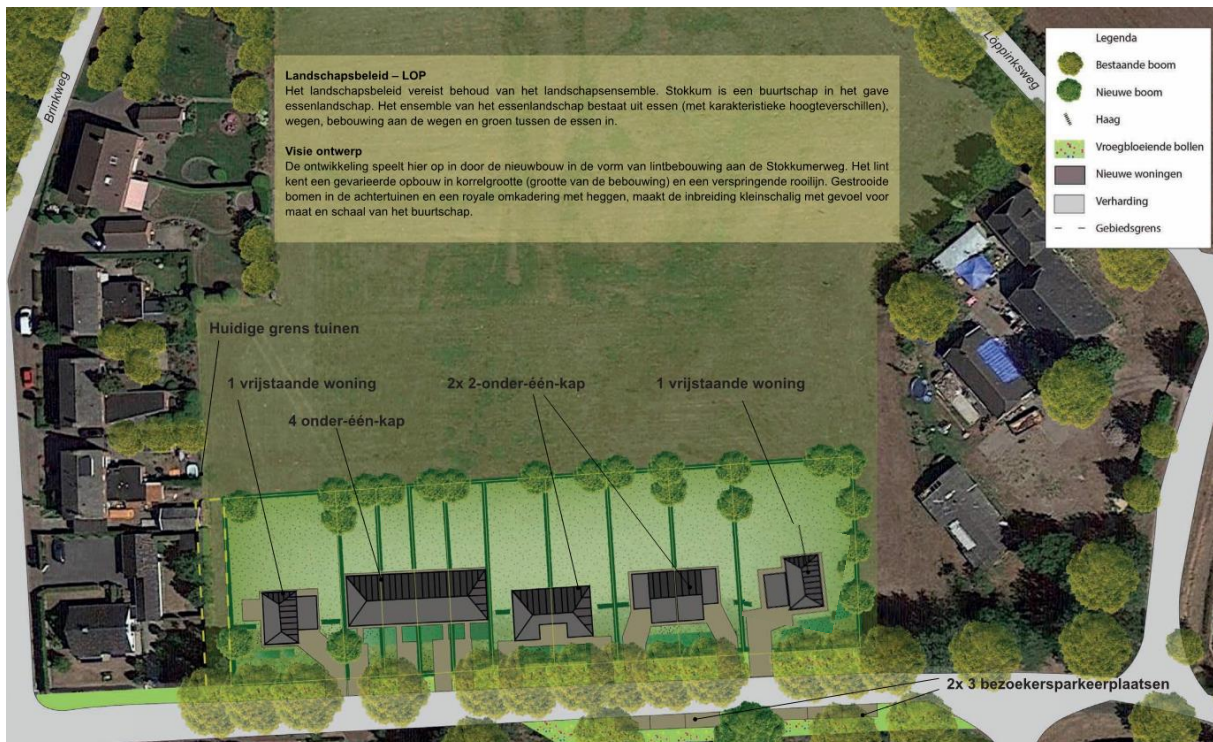 Brinkweg
Löppinksweg
Landschapsbeleid – LOP
Het landschapsbeleid vereist behoud van het landschapsensemble. Stokkum is een buurtschap in het gave
essenlandschap. Het ensemble van het essenlandschap bestaat uit essen (met karakteristieke hoogteverschillen),
wegen, bebouwing aan de wegen en groen tussen de essen in.
Visie ontwerp
De ontwikkeling speelt hier op in door de nieuwbouw in de vorm van lintbebouwing aan de Stokkumerweg. Het lint
kent een gevarieerde opbouw in korrelgrootte (grootte van de bebouwing) en een verspringende rooilijn. Gestrooide
bomen in de achtertuinen en een royale omkadering met heggen, maakt de inbreiding kleinschalig met gevoel voor
maat en schaal van het buurtschap.
Legenda
Bestaande boom
Nieuwe boom
Haag
Vroegbloeiende bollen
Nieuwe woningen
Verharding
Gebiedsgrens
Huidige grens tuinen
1 vrijstaande woning
4 onder-één-kap
2x 2-onder-één-kap
1 vrijstaande woning
2x 3 bezoekersparkeerplaatsen